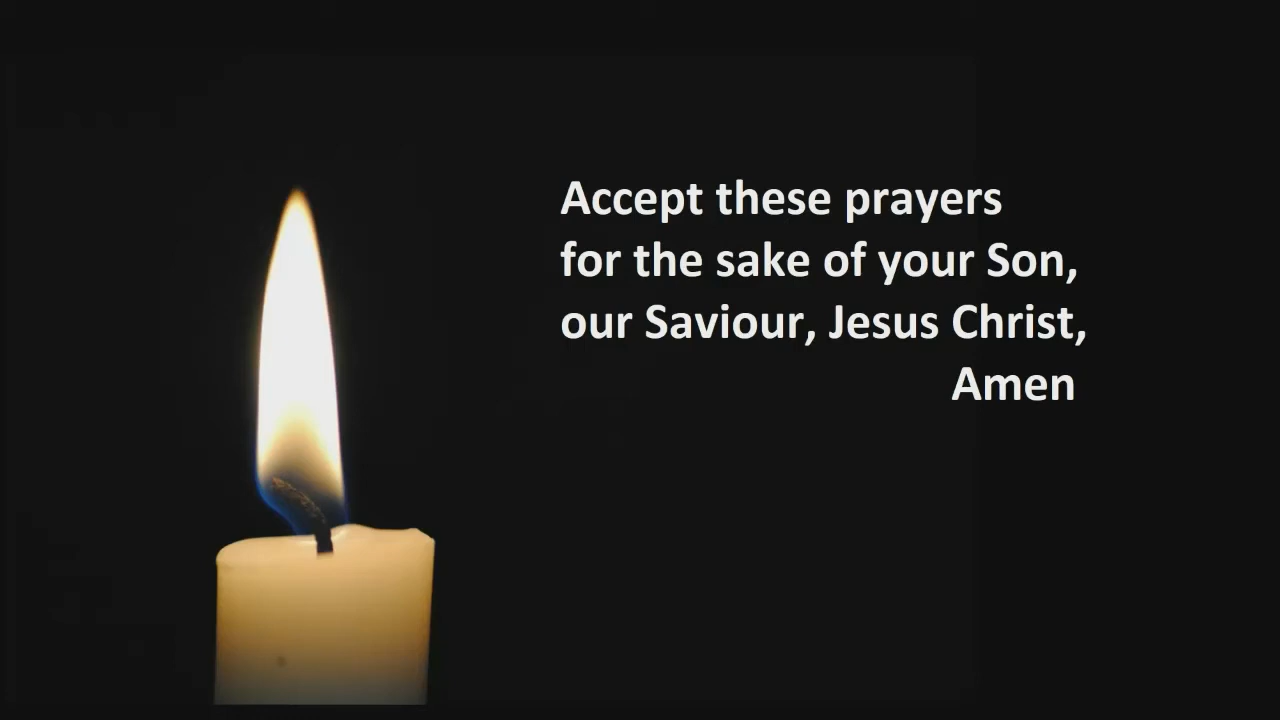 Accept these prayers
for the sake of your Son,
our Saviour, Jesus Christ,
Amen